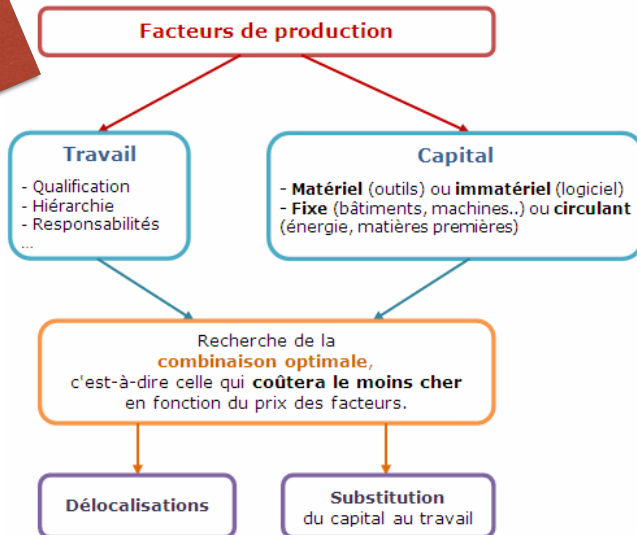 Facteurs de production
Travail
- Qualification
- Hiérarchie
- Responsabilités
...
Capital
- Matériel (outils) ou immatériel (logiciel)
- Fixe (bâtiments, machines..) ou circulant
(énergie, matières premières)
Recherche de la
combinaison optimale,
c'est-à-dire celle qui coûtera le moins cher
en fonction du prix des facteurs.
Délocalisations
Substitution
du capital au travail